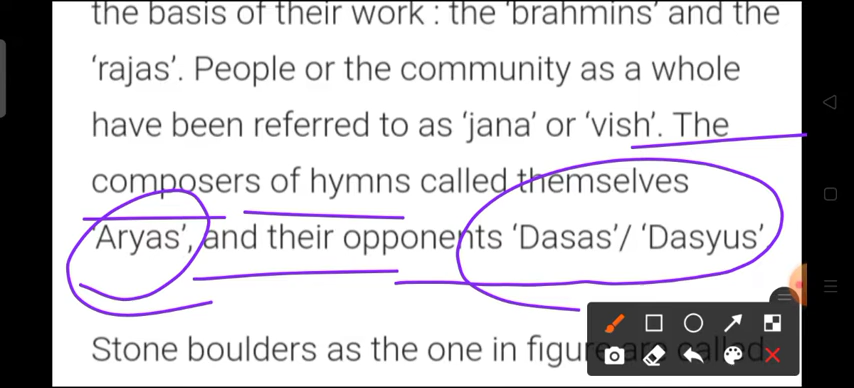 the basis of their work : the ‘brahmins’ and the
‘rajas’. People or the community as a whole
have been referred to as ‘jana’ or ‘vish’. The
composers of hymns called themselves
‘Aryas’, and their opponents ‘Dasas’/ ‘Dasyus’.
Stone boulders as the one in figure are called